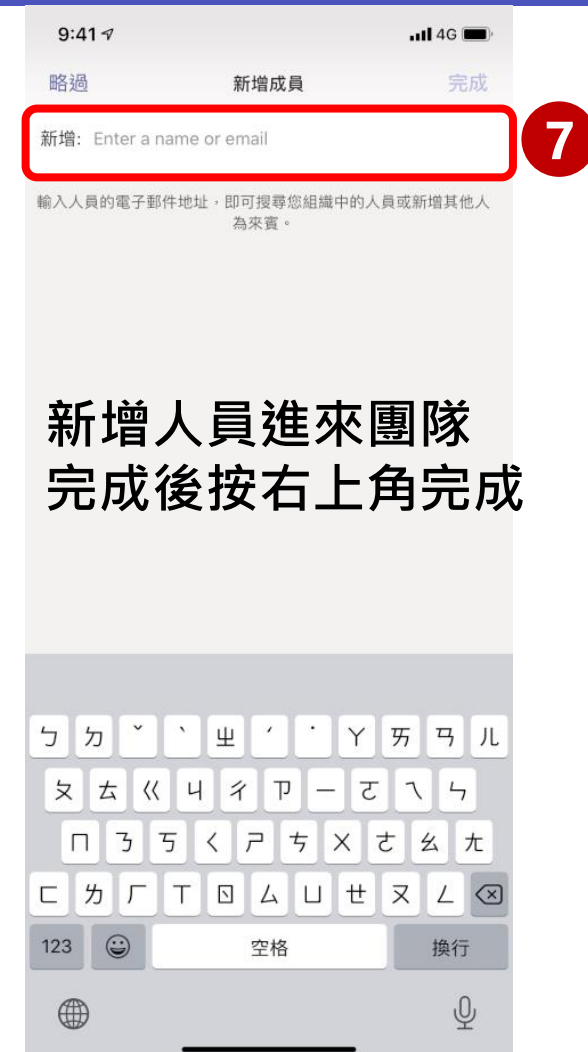 9:41 4G
略過 新增成員 完成
新增: Enter a name or email
7
輸入人員的電子郵件地址，即可搜尋您組織中的人員或新增其他人
為來賓。
新增人員進來團隊
完成後按右上角完成
ㄅ ㄉ ˇ ˋ ㄓ ˊ ˙ ㄚ ㄞ ㄢ ㄦ
ㄆ ㄊ ㄍ ㄐ ㄔ ㄗ ㄧ ㄛ ㄟ ㄣ
ㄇ ㄋ ㄎ ㄑ ㄕ ㄘ ㄨ ㄜ ㄠ ㄤ
ㄈ ㄌ ㄏ ㄒ ㄖ ㄙ ㄩ ㄝ ㄡ ㄥ
123 空格 換行